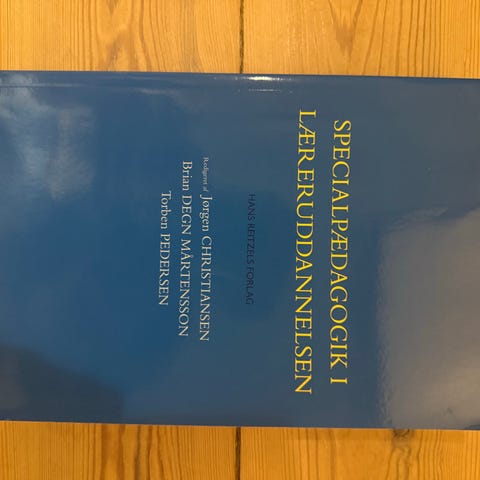 SPECIALPÆDAGOGIK I
LÆRERUDDANNELSEN
HANS REITZELS FORLAG
Redigeret af Jørgen CHRISTIANSEN
Brian DEGN MÅRTENSSON
Torben PEDERSEN